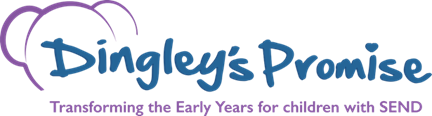 Dingley's Promise
Transforming the Early Years for children with SEND